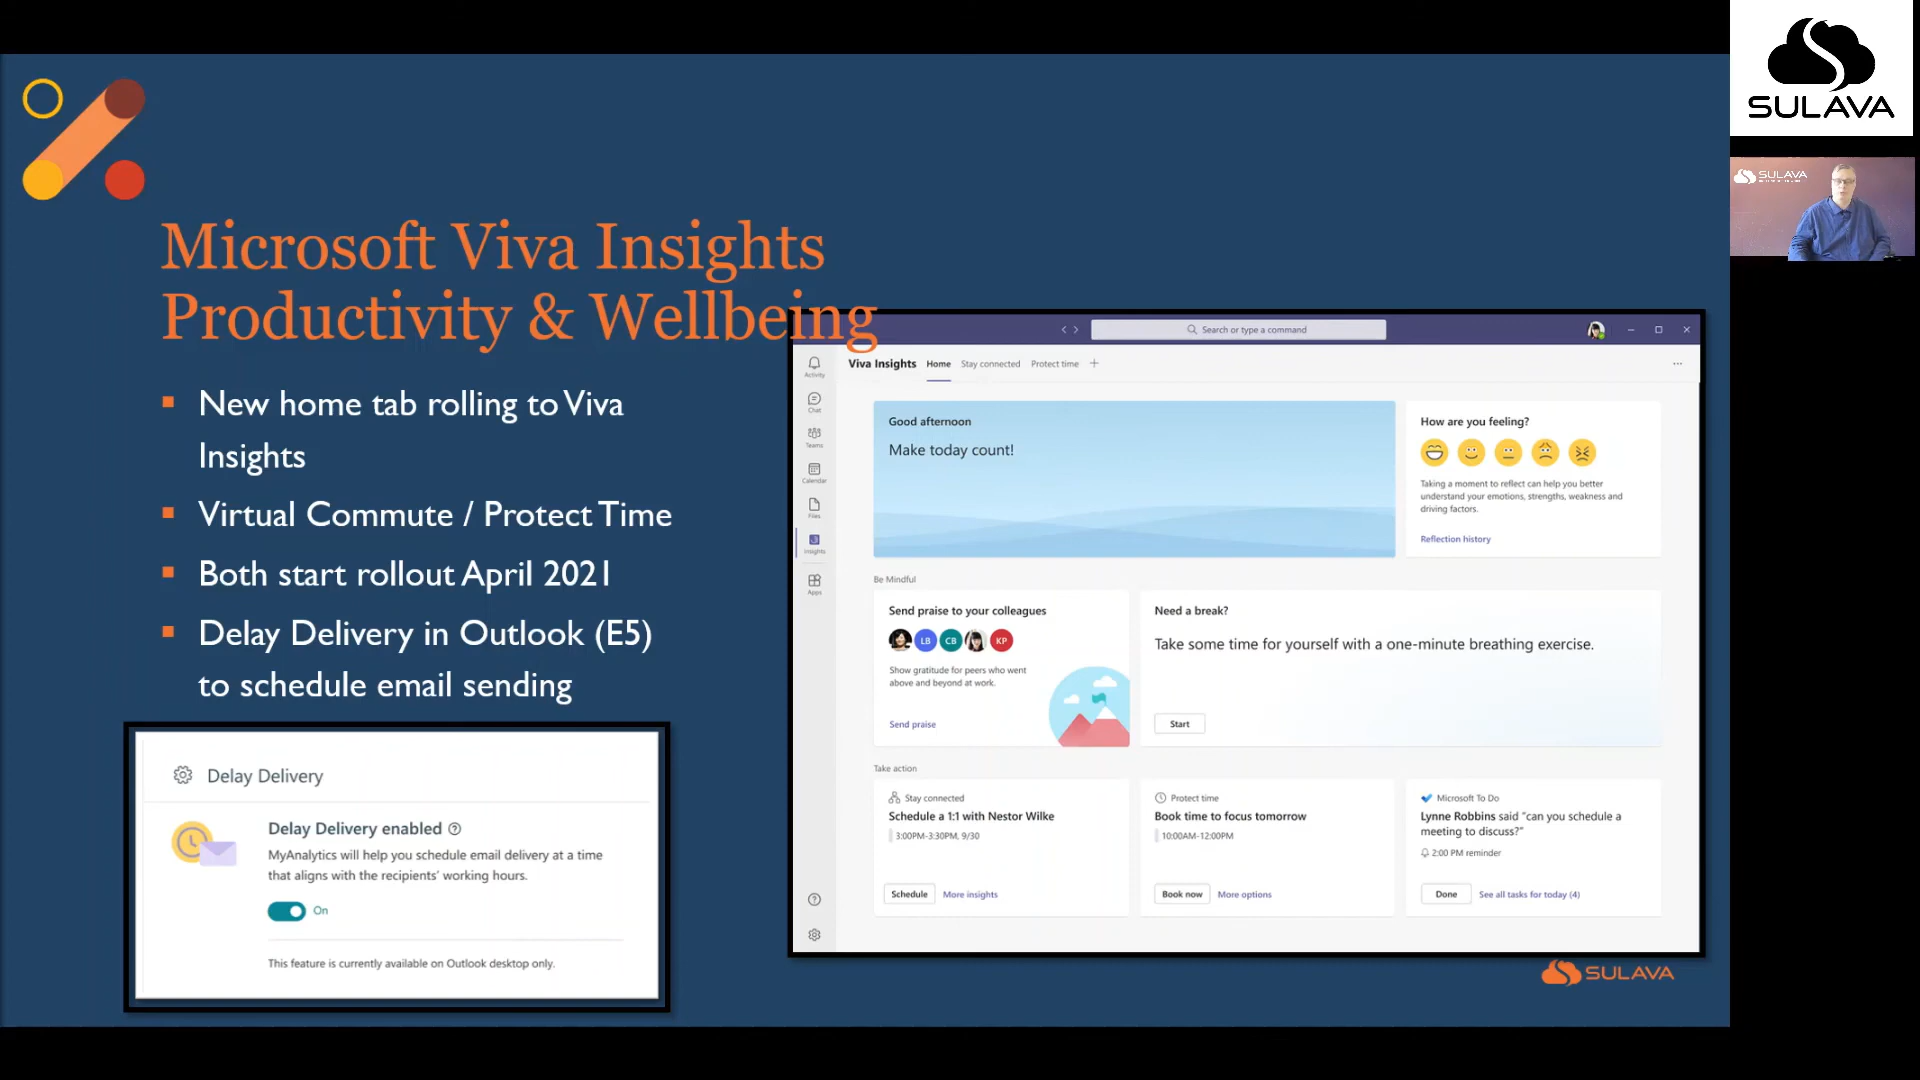 SULAVA
SULAVA
Microsoft Viva Insights
Productivity & Wellbeing
New home tab rolling to Viva
Insights
Virtual Commute / Protect Time
Both start rollout April 2021
Delay Delivery in Outlook (E5)
to schedule email sending
Delay Delivery
Delay Delivery enabled
MyAnalytics will help you schedule email delivery at a time
that aligns with the recipients' working hours.
On
This feature is currently available on Outlook desktop only.
Search or type a command
Activity
Chat
Teams
Calendar
Files
Insights
Apps
Viva Insights Home Stay connected Protect time
Good afternoon
Make today count!
How are you feeling?
Taking a moment to reflect can help you better
understand your emotions, strengths, weakness and
driving factors.
Reflection history
Be Mindful
Send praise to your colleagues
LB CB KP
Show gratitude for peers who went
above and beyond at work.
Send praise
Need a break?
Take some time for yourself with a one-minute breathing exercise.
Start
Take action
Stay connected
Schedule a 1:1 with Nestor Wilke
3:00PM-3:30PM, 9/30
Schedule More insights
Protect time
Book time to focus tomorrow
10:00AM-12:00PM
Book now More options
Microsoft To Do
Lynne Robbins said "can you schedule a
meeting to discuss?"
2:00 PM reminder
Done See all tasks for today (4)
SULAVA